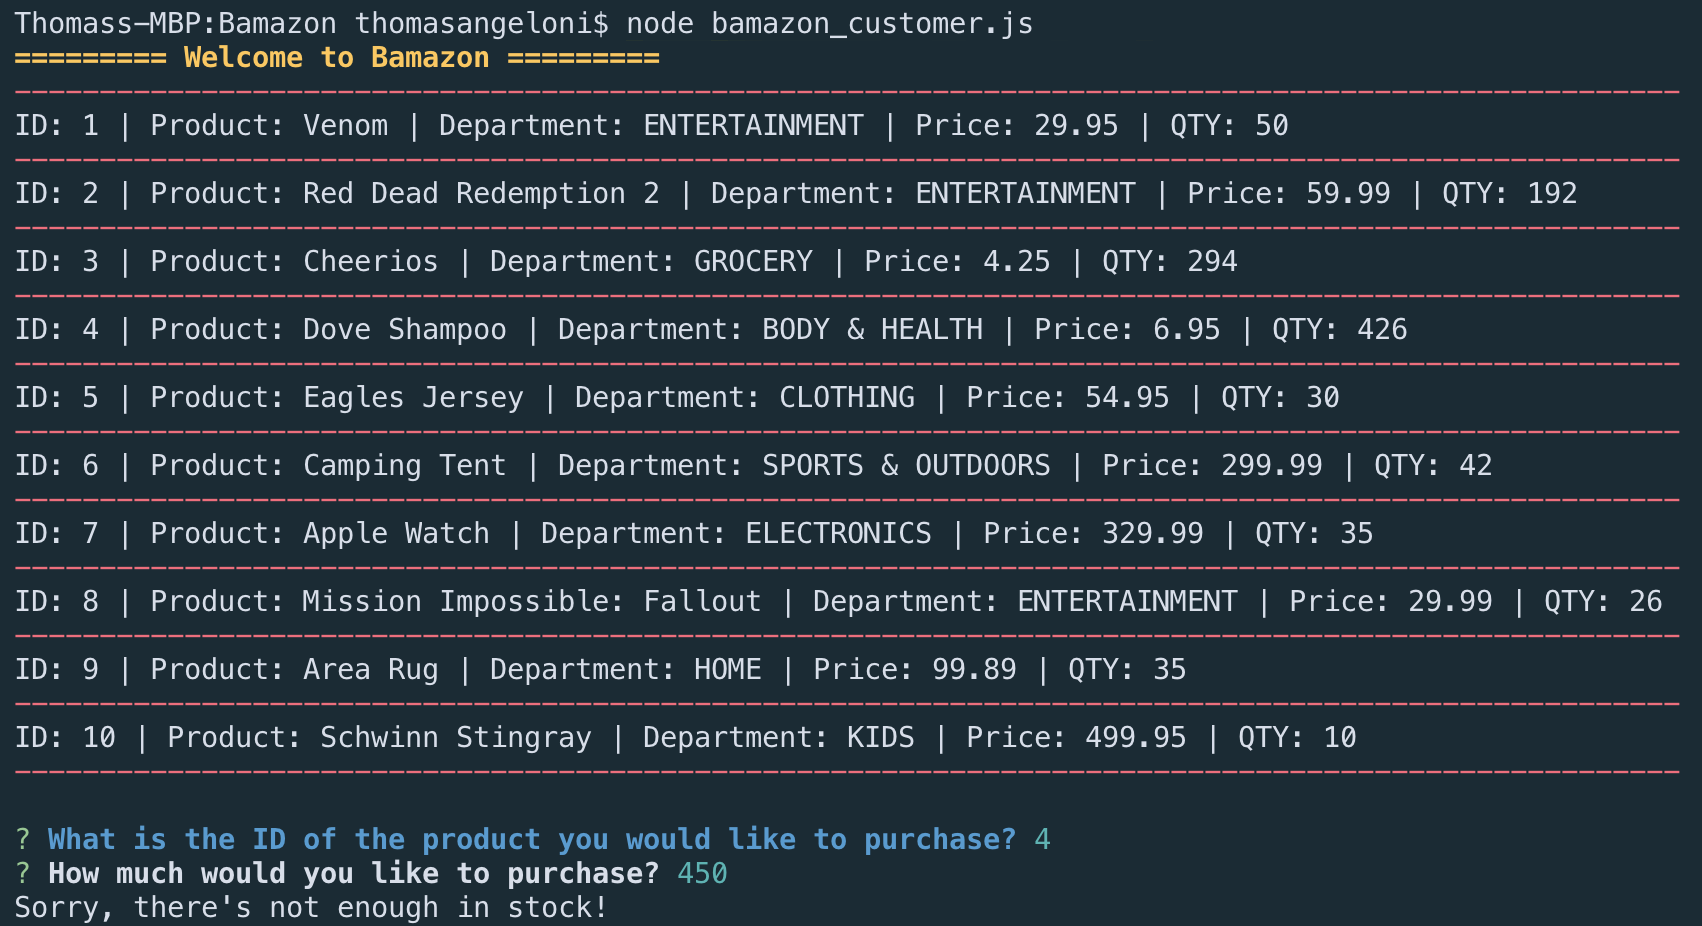 Thomass-MBP:Bamazon thomasangeloni$ node bamazon_customer.js
========= Welcome to Bamazon =========
--------------------------------------------------------------------------------------------------
ID: 1 | Product: Venom | Department: ENTERTAINMENT | Price: 29.95 | QTY: 50
--------------------------------------------------------------------------------------------------
ID: 2 | Product: Red Dead Redemption 2 | Department: ENTERTAINMENT | Price: 59.99 | QTY: 192
--------------------------------------------------------------------------------------------------
ID: 3 | Product: Cheerios | Department: GROCERY | Price: 4.25 | QTY: 294
--------------------------------------------------------------------------------------------------
ID: 4 | Product: Dove Shampoo | Department: BODY & HEALTH | Price: 6.95 | QTY: 426
--------------------------------------------------------------------------------------------------
ID: 5 | Product: Eagles Jersey | Department: CLOTHING | Price: 54.95 | QTY: 30
--------------------------------------------------------------------------------------------------
ID: 6 | Product: Camping Tent | Department: SPORTS & OUTDOORS | Price: 299.99 | QTY: 42
--------------------------------------------------------------------------------------------------
ID: 7 | Product: Apple Watch | Department: ELECTRONICS | Price: 329.99 | QTY: 35
--------------------------------------------------------------------------------------------------
ID: 8 | Product: Mission Impossible: Fallout | Department: ENTERTAINMENT | Price: 29.99 | QTY: 26
--------------------------------------------------------------------------------------------------
ID: 9 | Product: Area Rug | Department: HOME | Price: 99.89 | QTY: 35
--------------------------------------------------------------------------------------------------
ID: 10 | Product: Schwinn Stingray | Department: KIDS | Price: 499.95 | QTY: 10
--------------------------------------------------------------------------------------------------
? What is the ID of the product you would like to purchase? 4
? How much would you like to purchase? 450
Sorry, there's not enough in stock!